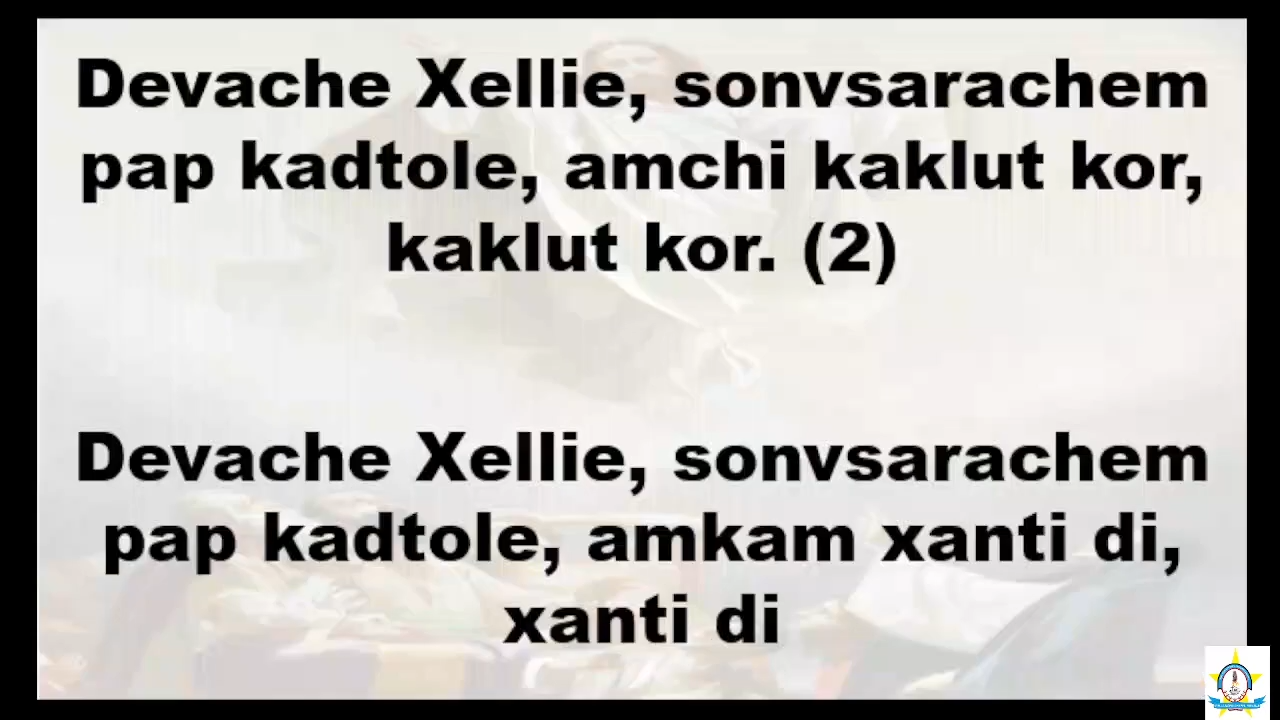 Devache Xellie, sonvsarachem
pap kadtole, amchi kaklut kor,
kaklut kor. (2)
Devache Xellie, sonvsarachem
pap kadtole, amkam xanti di,
xanti di